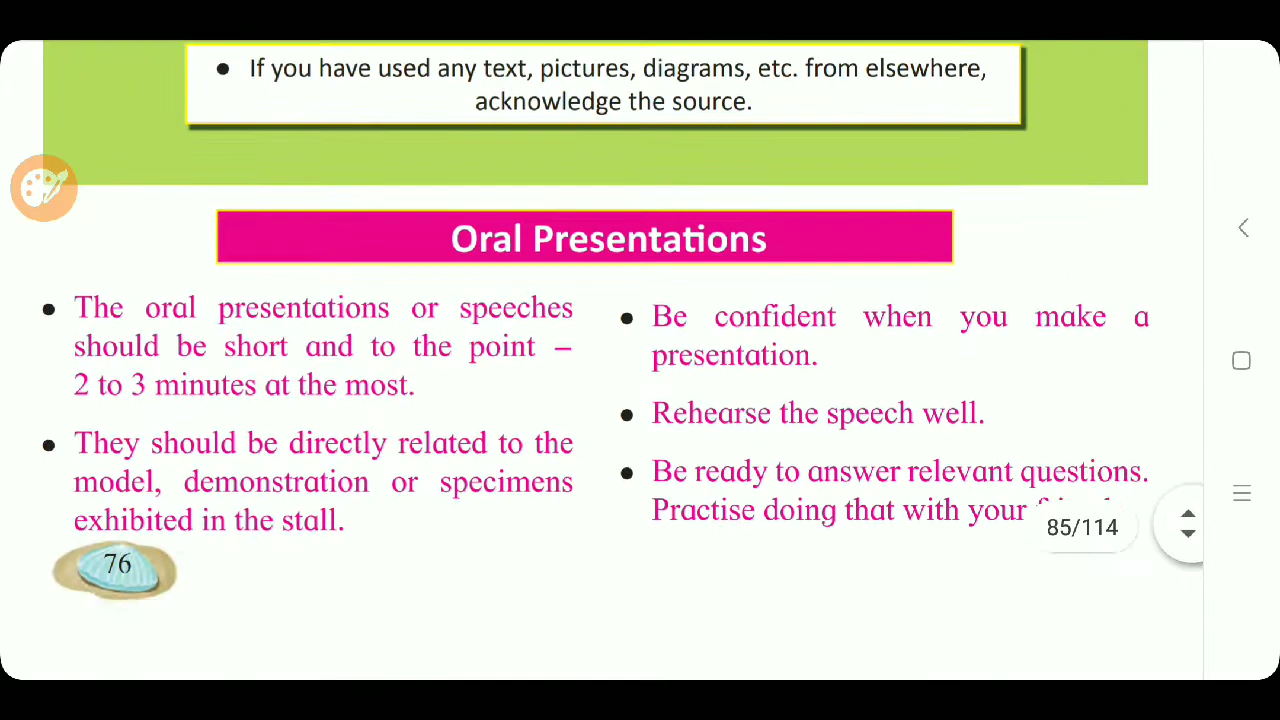 ● If you have used any text, pictures, diagrams, etc. from elsewhere,
acknowledge the source.
Oral Presentations
● The oral presentations or speeches
should be short and to the point –
2 to 3 minutes at the most.
● They should be directly related to the
model, demonstration or specimens
exhibited in the stall.
● Be confident when you make a
presentation.
● Rehearse the speech well.
● Be ready to answer relevant questions.
Practise doing that with your
85/114
76